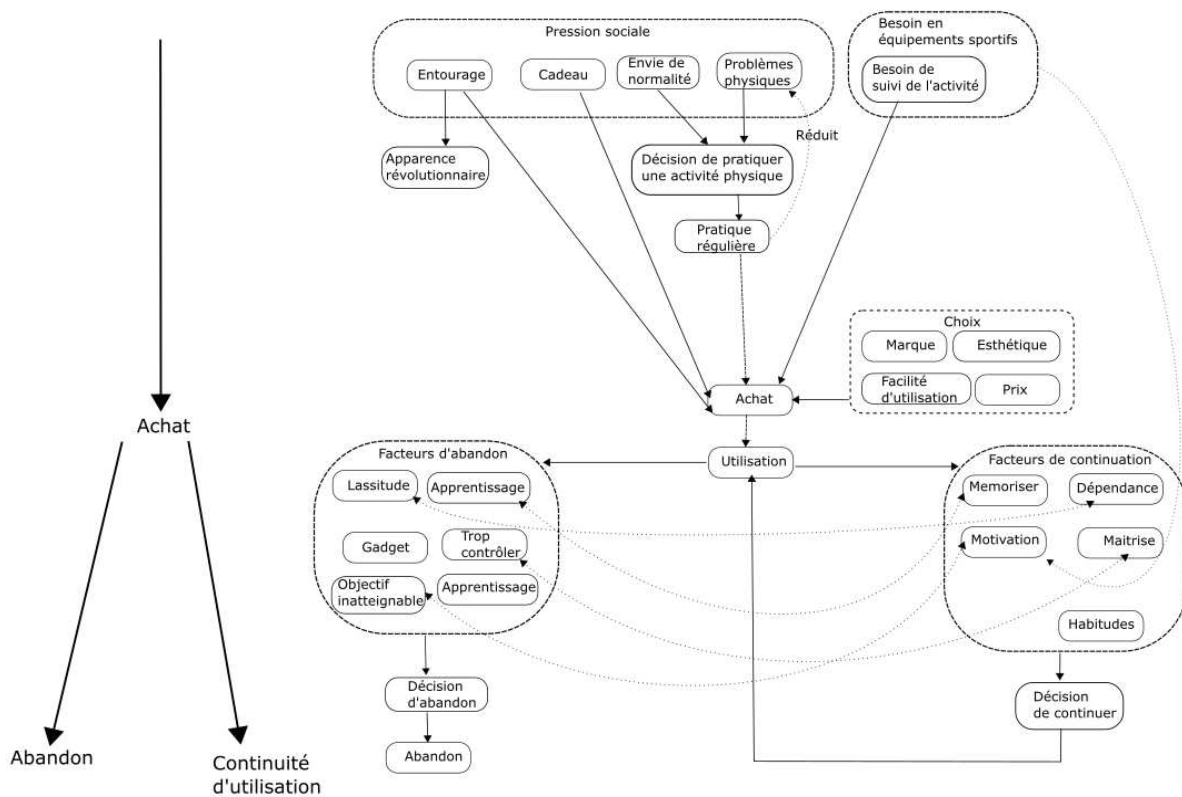 Pression sociale
Entourage
Cadeau
Envie de
normalité
Problèmes
physiques
Besoin en
équipements sportifs
Besoin de
suivi de l'activité
Réduit
Apparence
révolutionnaire
Décision de pratiquer
une activité physique
Pratique
régulière
Choix
Marque
Esthétique
Facilité
d'utilisation
Prix
Achat
Achat
Utilisation
Facteurs d'abandon
Lassitude
Apprentissage
Gadget
Trop
contrôler
Objectif
inatteignable
Apprentissage
Facteurs de continuation
Memoriser
Dépendance
Motivation
Maitrise
Habitudes
Décision
d'abandon
Abandon
Décision
de continuer
Abandon
Continuité
d'utilisation